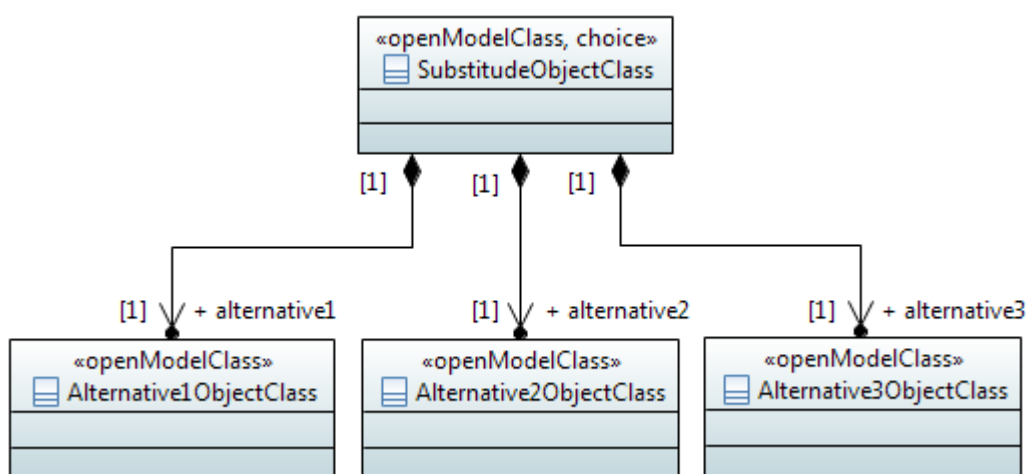 «openModelClass, choice»
SubstitudeObjectClass
[1] [1] [1]
[1] + alternative1 [1] + alternative2 [1] + alternative3
«openModelClass» «openModelClass» «openModelClass»
Alternative1ObjectClass Alternative2ObjectClass Alternative3ObjectClass